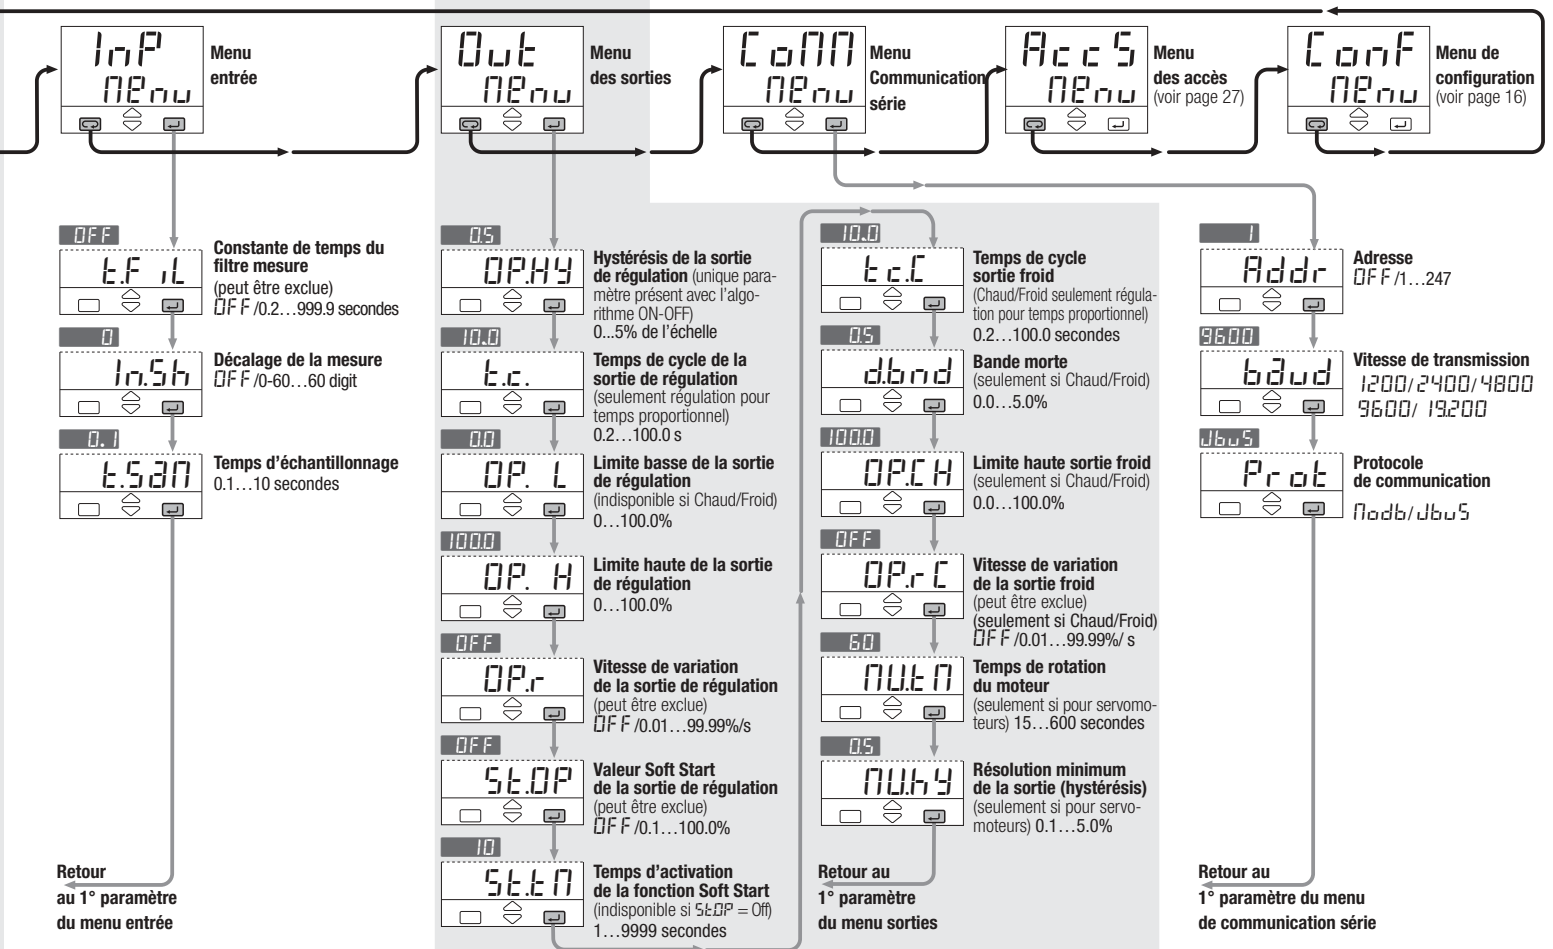 InP
MEnu
Menu
entrée
Out
MEnu
Menu
des sorties
CoMM
MEnu
Menu
Communication
série
AccS
MEnu
Menu
des accès
(voir page 27)
ConF
MEnu
Menu de
configuration
(voir page 16)
OFF
t.F iL
Constante de temps du
filtre mesure
(peut être exclue)
OFF/0.2…999.9 secondes
0
In.Sh
Décalage de la mesure
OFF/0-60…60 digit
0.1
t.SaM
Temps d'échantillonnage
0.1…10 secondes
Retour
au 1° paramètre
du menu entrée
0.5
OP.HY
Hystérésis de la sortie
de régulation (unique para-
mètre présent avec l'algo-
rithme ON-OFF)
0...5% de l'échelle
10.0
t.c.
Temps de cycle de la
sortie de régulation
(seulement régulation pour
temps proportionnel)
0.2…100.0 s
0.0
OP. L
Limite basse de la sortie
de régulation
(indisponible si Chaud/Froid)
0…100.0%
100.0
OP. H
Limite haute de la sortie
de régulation
0…100.0%
OFF
OP.r
Vitesse de variation
de la sortie de régulation
(peut être exclue)
OFF/0.01…99.99%/s
OFF
St.OP
Valeur Soft Start
de la sortie de régulation
(peut être exclue)
OFF/0.1…100.0%
10
St.tM
Temps d'activation
de la fonction Soft Start
(indisponible si St.OP = Off)
1…9999 secondes
10.0
t c.C
Temps de cycle
sortie froid
(Chaud/Froid seulement régula-
tion pour temps proportionnel)
0.2…100.0 secondes
0.5
d.bnd
Bande morte
(seulement si Chaud/Froid)
0.0…5.0%
100.0
OP.C H
Limite haute sortie froid
(seulement si Chaud/Froid)
0.0…100.0%
OFF
OP.r C
Vitesse de variation
de la sortie froid
(peut être exclue)
(seulement si Chaud/Froid)
OFF/0.01…99.99%/ s
60
MU.t M
Temps de rotation
du moteur
(seulement si pour servomo-
teurs) 15…600 secondes
0.5
MU.hY
Résolution minimum
de la sortie (hystérésis)
(seulement si pour servo-
moteurs) 0.1…5.0%
Retour au
1° paramètre
du menu sorties
1
Addr
Adresse
OFF/1…247
9600
baud
Vitesse de transmission
1200/2400/4800
9600/ 19.200
JbuS
Prot
Protocole
de communication
Modb/JbuS
Retour au
1° paramètre du menu
de communication série